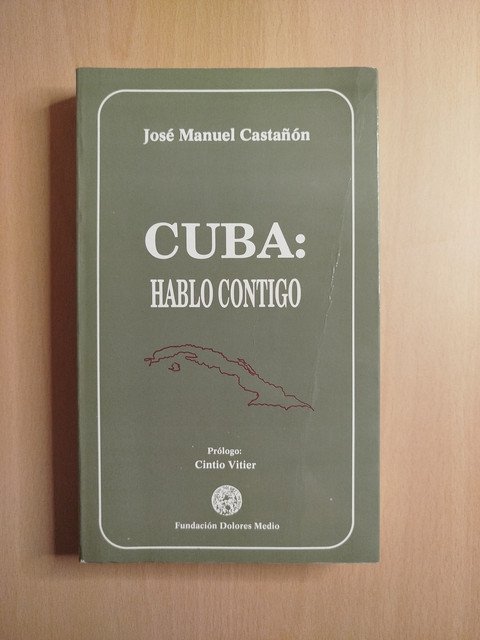 José Manuel Castañón
CUBA:
HABLO CONTIGO
Prólogo:
Cintio Vitier
Fundación Dolores Medio